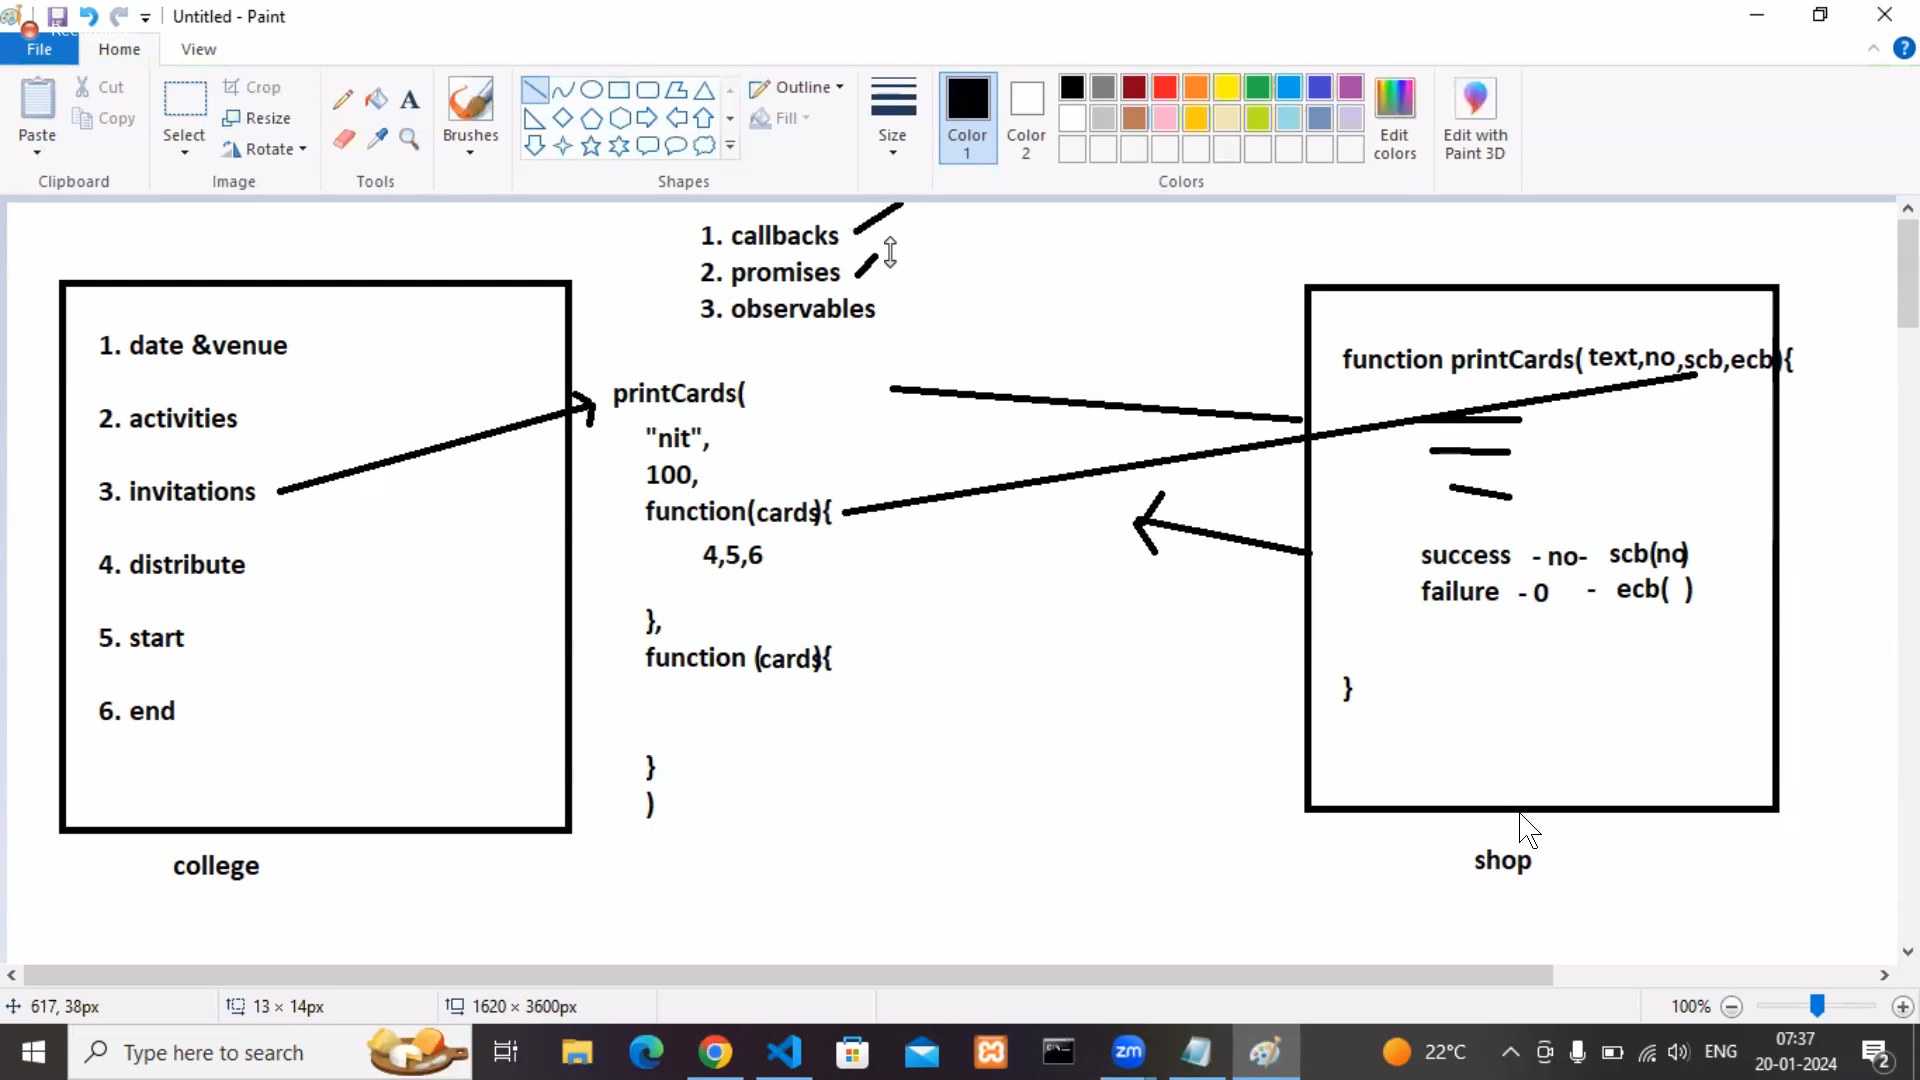 Untitled - Paint
File
Home
View
Paste
Cut
Copy
Clipboard
Select
Crop
Resize
Rotate
Image
Tools
Brushes
Shapes
Outline
Fill
Size
Color 1
Color 2
Edit colors
Edit with Paint 3D
Colors
1. callbacks
2. promises
3. observables
1. date &venue
2. activities
3. invitations
4. distribute
5. start
6. end
college
printCards(
"nit",
100,
function(cards){
4,5,6
},
function (cards){
}
)
function printCards( text,no,scb,ecb){
success - no- scb(no)
failure - 0 - ecb( )
}
shop
617, 38px
13 × 14px
1620 × 3600px
100%
Type here to search
zm
22°C
ENG
07:37
20-01-2024
2